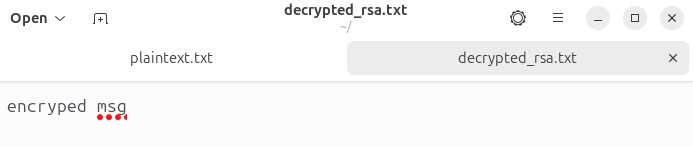 Open
decrypted_rsa.txt
~/
plaintext.txt
decrypted_rsa.txt
encryped msg